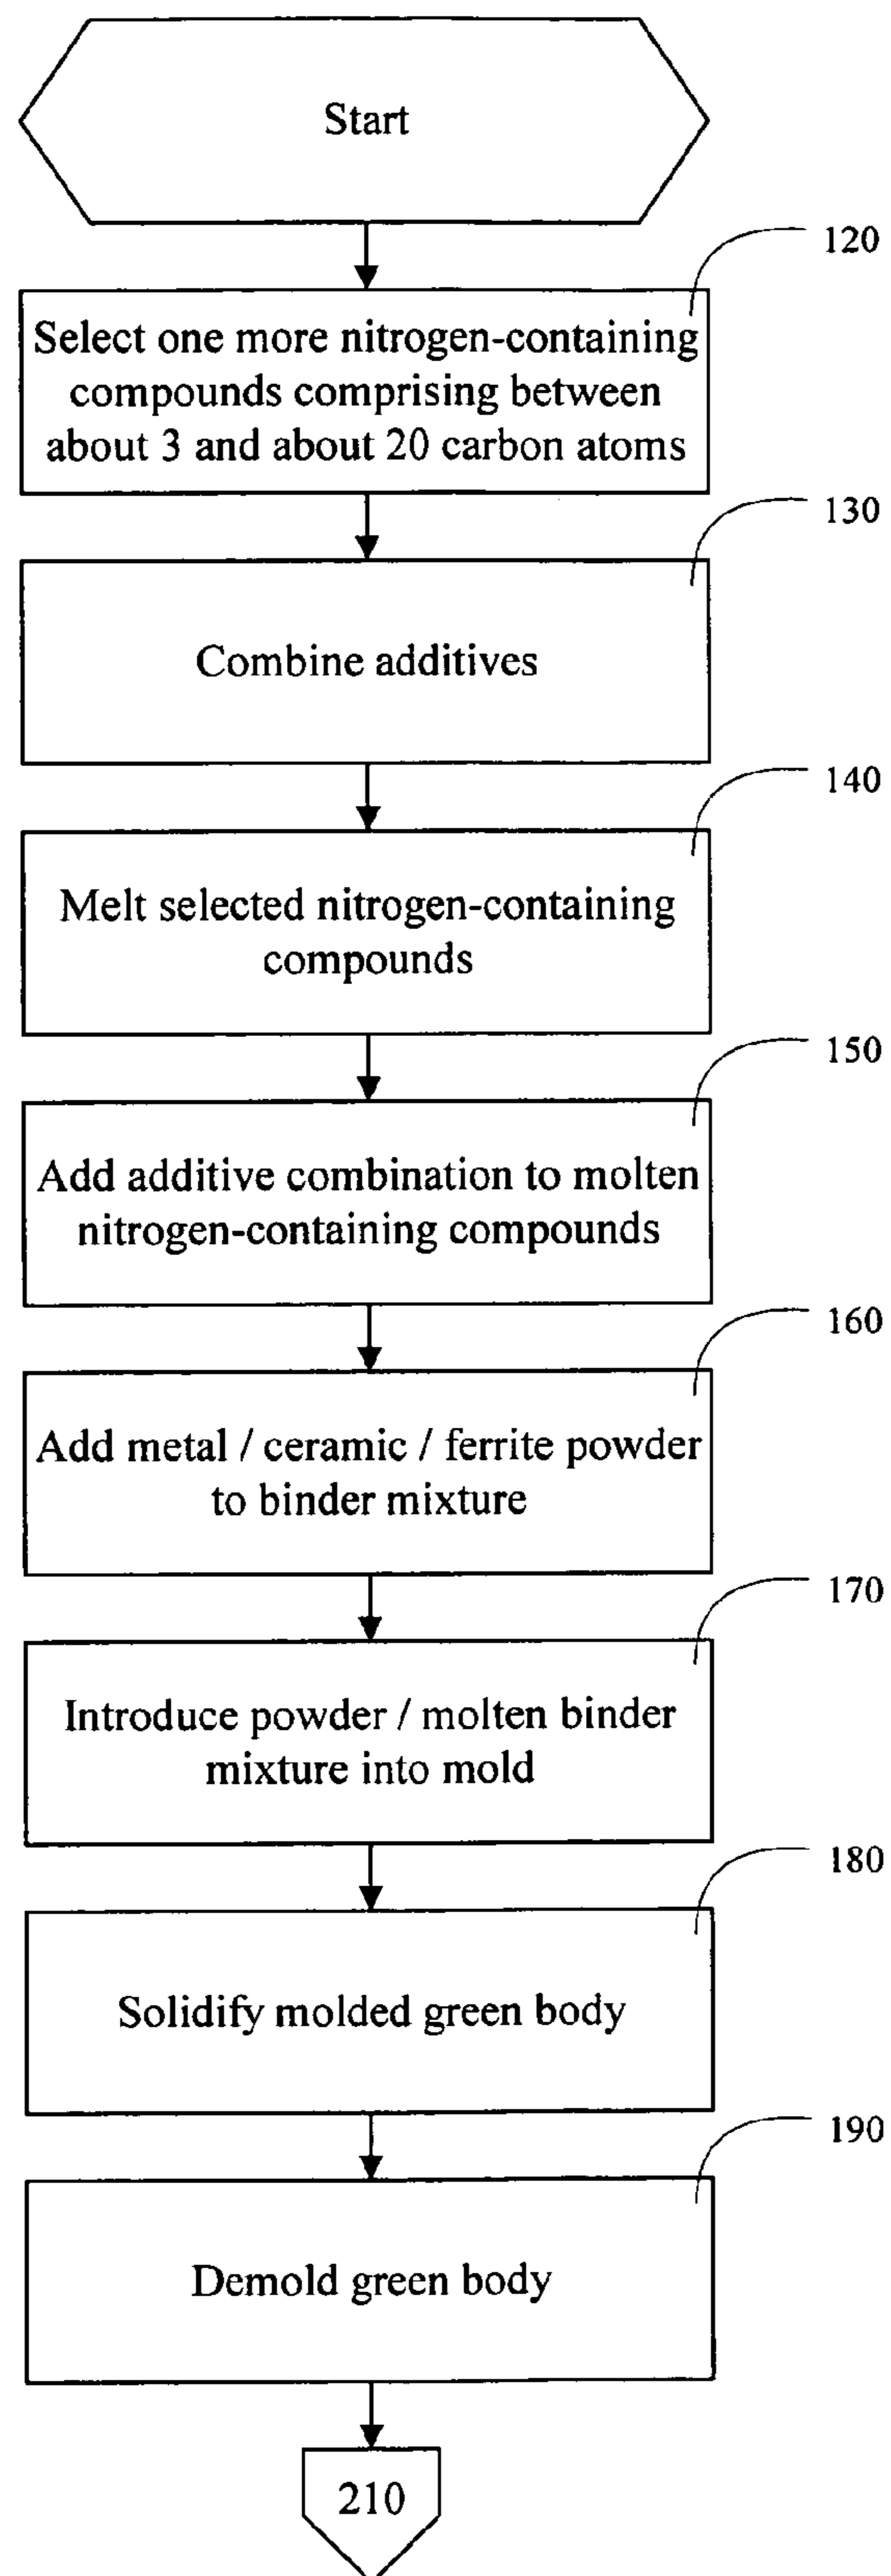 Start
120
Select one more nitrogen-containing
compounds comprising between
about 3 and about 20 carbon atoms
130
Combine additives
140
Melt selected nitrogen-containing
compounds
150
Add additive combination to molten
nitrogen-containing compounds
160
Add metal / ceramic / ferrite powder
to binder mixture
170
Introduce powder / molten binder
mixture into mold
180
Solidify molded green body
190
Demold green body
210